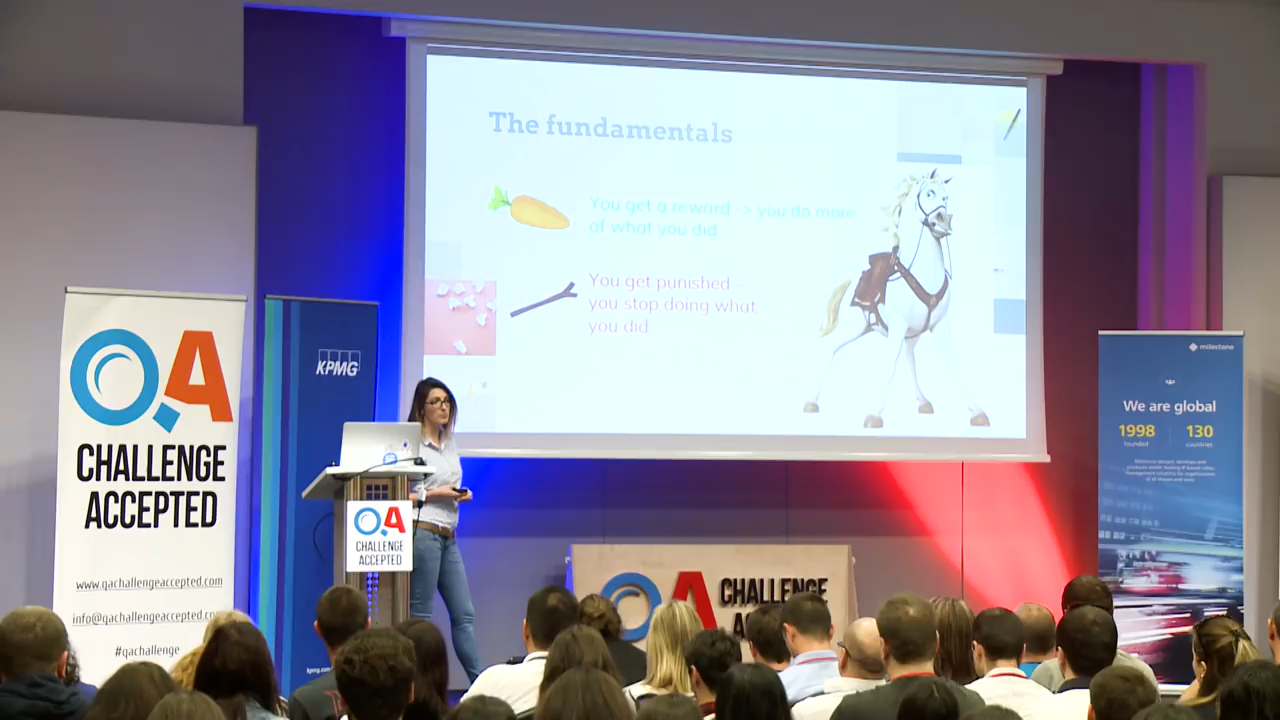 The fundamentals
You get a reward -> you do more
of what you did
You get punished -
you stop doing what
you did
QA
CHALLENGE
ACCEPTED
www.qachallengeaccepted.com
#qachallenge
KPMG
QA
CHALLENGE
ACCEPTED
QA CHALLENGE
milestone
We are global
1998
founded
130
countries